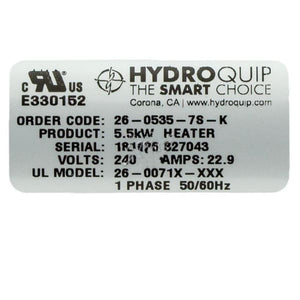 c RU US
E330152
HYDROQUIP
THE SMART CHOICE
Corona, CA | www.hydroquip.com
ORDER CODE: 26-0535-7S-K
PRODUCT: 5.5kW HEATER
SERIAL: 827043
VOLTS: 240 AMPS: 22.9
UL MODEL: 26-0071X-XXX
1 PHASE 50/60Hz